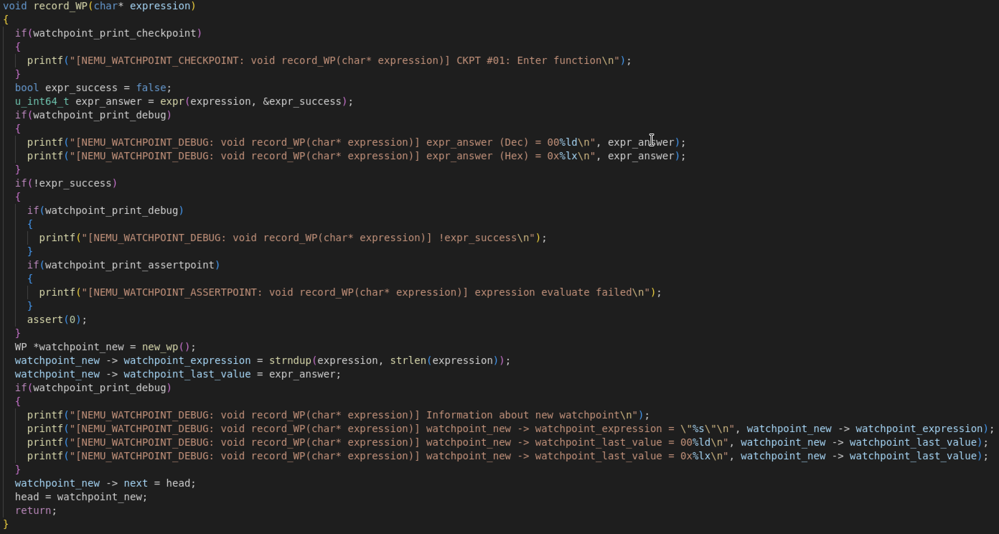 void record_WP(char* expression)
{
  if(watchpoint_print_checkpoint)
  {
    printf("[NEMU_WATCHPOINT_CHECKPOINT: void record_WP(char* expression)] CKPT #01: Enter function\n");
  }
  bool expr_success = false;
  u_int64_t expr_answer = expr(expression, &expr_success);
  if(watchpoint_print_debug)
  {
    printf("[NEMU_WATCHPOINT_DEBUG: void record_WP(char* expression)] expr_answer (Dec) = 00%ld\n", expr_answer);
    printf("[NEMU_WATCHPOINT_DEBUG: void record_WP(char* expression)] expr_answer (Hex) = 0x%lx\n", expr_answer);
  }
  if(!expr_success)
  {
    if(watchpoint_print_debug)
    {
      printf("[NEMU_WATCHPOINT_DEBUG: void record_WP(char* expression)] !expr_success\n");
    }
    if(watchpoint_print_assertpoint)
    {
      printf("[NEMU_WATCHPOINT_ASSERTPOINT: void record_WP(char* expression)] expression evaluate failed\n");
    }
    assert(0);
  }
  WP *watchpoint_new = new_wp();
  watchpoint_new -> watchpoint_expression = strndup(expression, strlen(expression));
  watchpoint_new -> watchpoint_last_value = expr_answer;
  if(watchpoint_print_debug)
  {
    printf("[NEMU_WATCHPOINT_DEBUG: void record_WP(char* expression)] Information about new watchpoint\n");
    printf("[NEMU_WATCHPOINT_DEBUG: void record_WP(char* expression)] watchpoint_new -> watchpoint_expression = \"%s\"\n", watchpoint_new -> watchpoint_expression);
    printf("[NEMU_WATCHPOINT_DEBUG: void record_WP(char* expression)] watchpoint_new -> watchpoint_last_value = 00%ld\n", watchpoint_new -> watchpoint_last_value);
    printf("[NEMU_WATCHPOINT_DEBUG: void record_WP(char* expression)] watchpoint_new -> watchpoint_last_value = 0x%lx\n", watchpoint_new -> watchpoint_last_value);
  }
  watchpoint_new -> next = head;
  head = watchpoint_new;
  return;
}